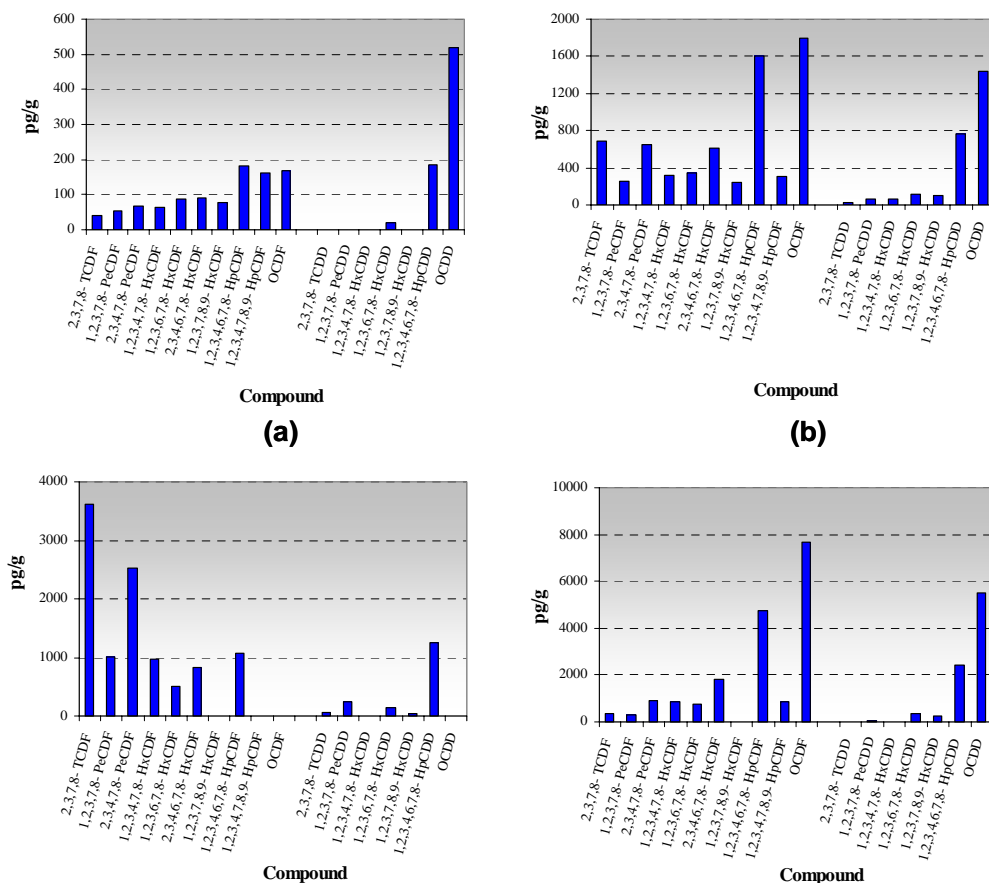 600
500
400
300
200
100
0
pg/g
2,3,7,8- TCDF
1,2,3,7,8- PeCDF
2,3,4,7,8- PeCDF
1,2,3,4,7,8- HxCDF
1,2,3,6,7,8- HxCDF
2,3,4,6,7,8- HxCDF
1,2,3,7,8,9- HxCDF
1,2,3,4,6,7,8- HpCDF
1,2,3,4,7,8,9- HpCDF
OCDF
2,3,7,8- TCDD
1,2,3,7,8- PeCDD
1,2,3,4,7,8- HxCDD
1,2,3,6,7,8- HxCDD
1,2,3,7,8,9- HxCDD
1,2,3,4,6,7,8- HpCDD
OCDD
Compound
(a)
2000
1600
1200
800
400
0
pg/g
2,3,7,8- TCDF
1,2,3,7,8- PeCDF
2,3,4,7,8- PeCDF
1,2,3,4,7,8- HxCDF
1,2,3,6,7,8- HxCDF
2,3,4,6,7,8- HxCDF
1,2,3,7,8,9- HxCDF
1,2,3,4,6,7,8- HpCDF
1,2,3,4,7,8,9- HpCDF
OCDF
2,3,7,8- TCDD
1,2,3,7,8- PeCDD
1,2,3,4,7,8- HxCDD
1,2,3,6,7,8- HxCDD
1,2,3,7,8,9- HxCDD
1,2,3,4,6,7,8- HpCDD
OCDD
Compound
(b)
4000
3000
2000
1000
0
pg/g
2,3,7,8- TCDF
1,2,3,7,8- PeCDF
2,3,4,7,8- PeCDF
1,2,3,4,7,8- HxCDF
1,2,3,6,7,8- HxCDF
2,3,4,6,7,8- HxCDF
1,2,3,7,8,9- HxCDF
1,2,3,4,6,7,8- HpCDF
1,2,3,4,7,8,9- HpCDF
OCDF
2,3,7,8- TCDD
1,2,3,7,8- PeCDD
1,2,3,4,7,8- HxCDD
1,2,3,6,7,8- HxCDD
1,2,3,7,8,9- HxCDD
1,2,3,4,6,7,8- HpCDD
OCDD
Compound
10000
8000
6000
4000
2000
0
pg/g
2,3,7,8- TCDF
1,2,3,7,8- PeCDF
2,3,4,7,8- PeCDF
1,2,3,4,7,8- HxCDF
1,2,3,6,7,8- HxCDF
2,3,4,6,7,8- HxCDF
1,2,3,7,8,9- HxCDF
1,2,3,4,6,7,8- HpCDF
1,2,3,4,7,8,9- HpCDF
OCDF
2,3,7,8- TCDD
1,2,3,7,8- PeCDD
1,2,3,4,7,8- HxCDD
1,2,3,6,7,8- HxCDD
1,2,3,7,8,9- HxCDD
1,2,3,4,6,7,8- HpCDD
OCDD
Compound